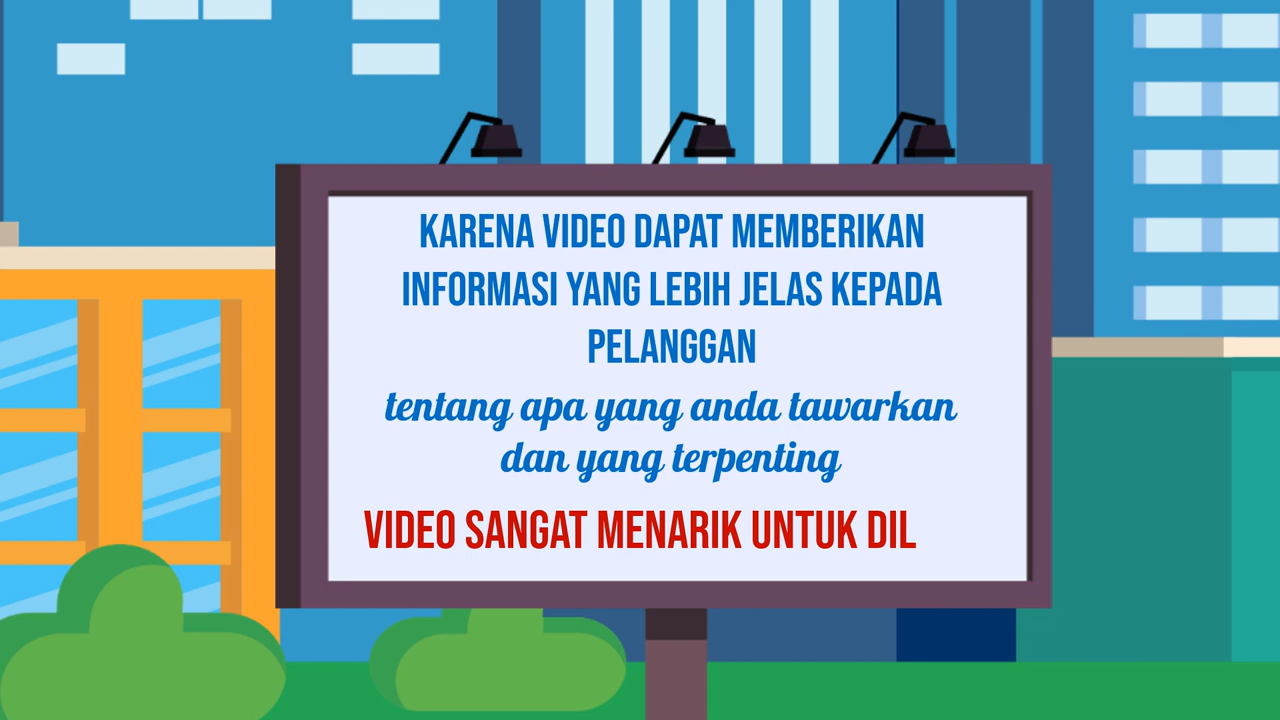 KARENA VIDEO DAPAT MEMBERIKAN
INFORMASI YANG LEBIH JELAS KEPADA
PELANGGAN
tentang apa yang anda tawarkan
dan yang terpenting
VIDEO SANGAT MENARIK UNTUK DIL